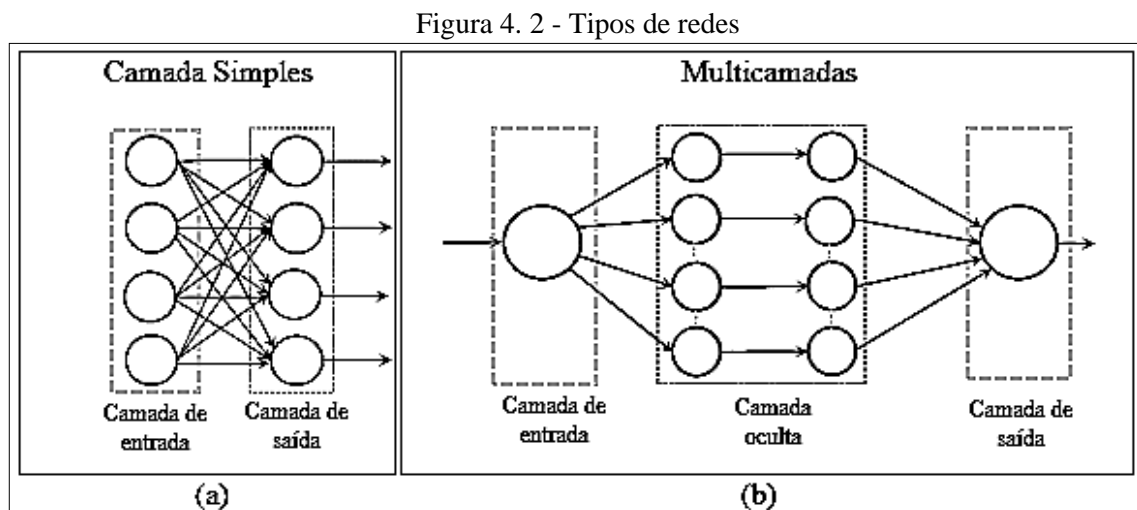 Figura 4. 2 - Tipos de redes
Camada Simples
Camada de
entrada
Camada de
saída
(a)
Multicamadas
Camada de
entrada
Camada
oculta
Camada de
saída
(b)